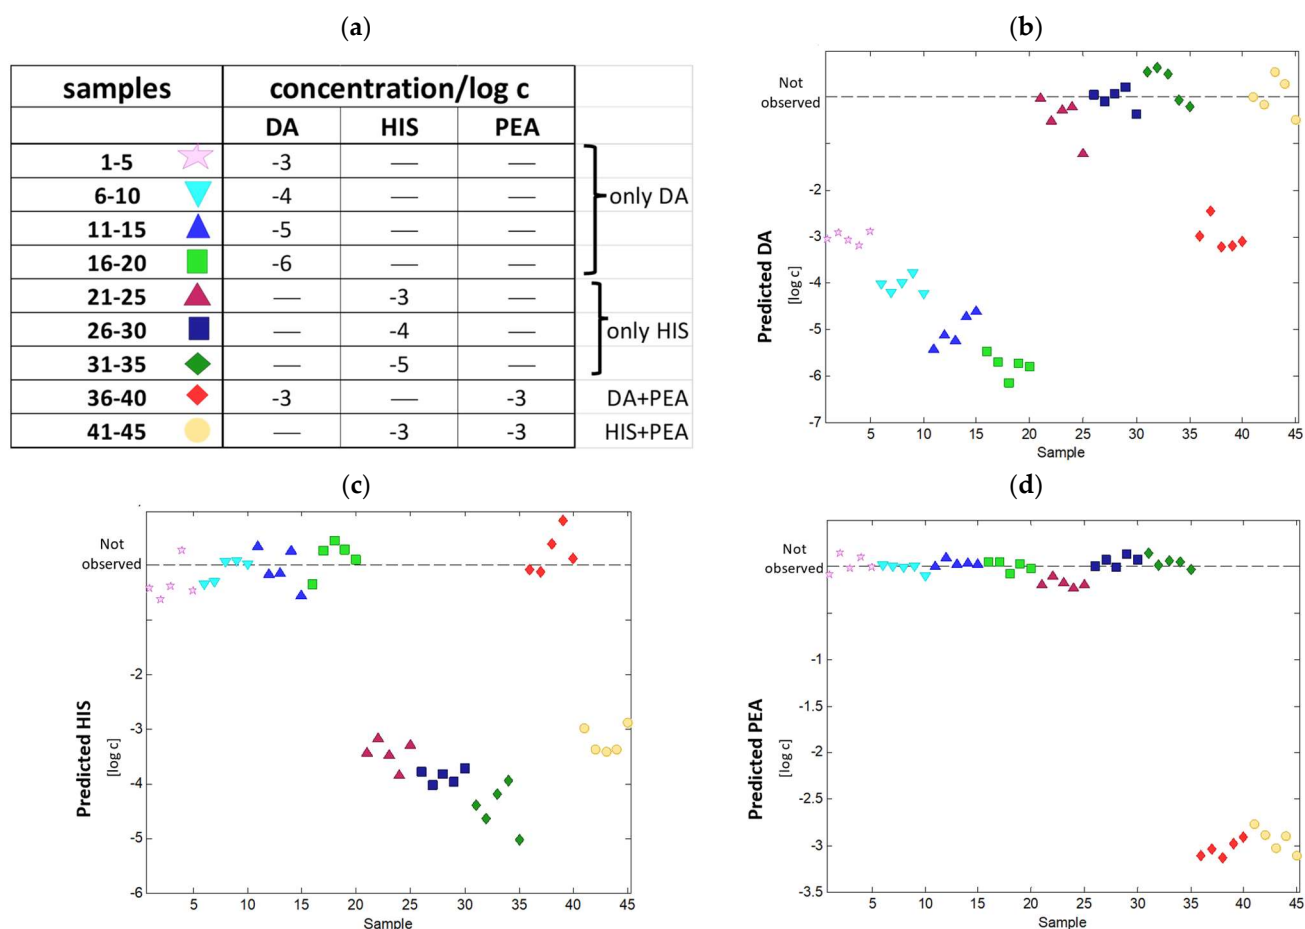 (a)
samples concentration/log c
DA HIS PEA
1-5 -3 — —
6-10 -4 — —
11-15 -5 — —
16-20 -6 — —
only DA
21-25 — -3 —
26-30 — -4 —
31-35 — -5 —
only HIS
36-40 -3 — -3 DA+PEA
41-45 — -3 -3 HIS+PEA
(b)
Not
observed
-2
-3
-4
-5
-6
-7
Predicted DA
[log c]
5 10 15 20 25 30 35 40 45
Sample
(c)
Not
observed
-2
-3
-4
-5
-6
Predicted HIS
[log c]
5 10 15 20 25 30 35 40 45
Sample
(d)
Not
observed
-1
-1.5
-2
-2.5
-3
-3.5
Predicted PEA
[log c]
5 10 15 20 25 30 35 40 45
Sample